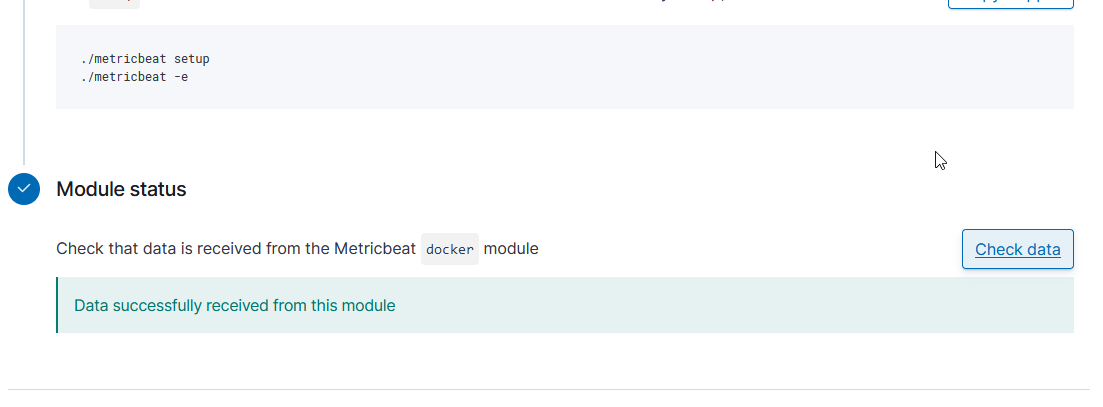 ./metricbeat setup
./metricbeat -e
Module status
Check that data is received from the Metricbeat docker module
Check data
Data successfully received from this module